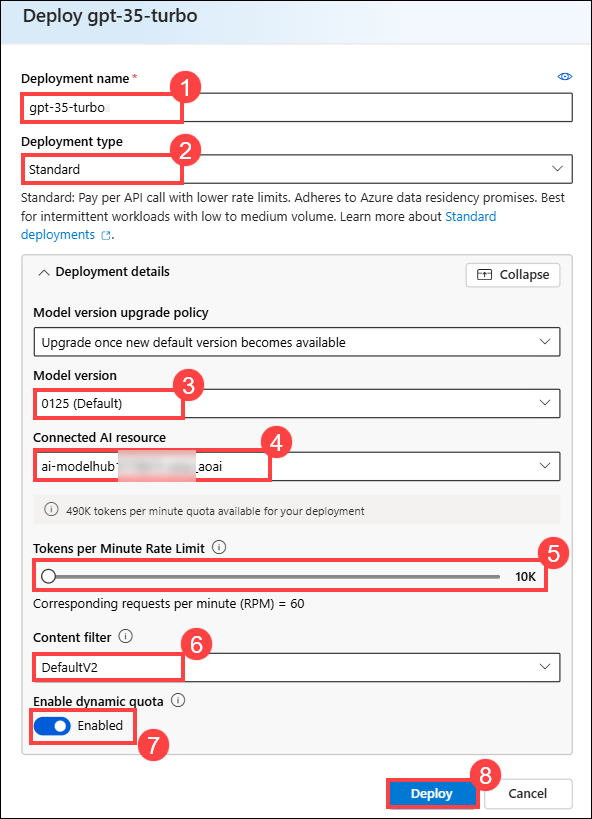 Deploy gpt-35-turbo
Deployment name *
1
gpt-35-turbo
Deployment type
2
Standard
Standard: Pay per API call with lower rate limits. Adheres to Azure data residency promises. Best
for intermittent workloads with low to medium volume. Learn more about Standard
deployments.
Deployment details
Collapse
Model version upgrade policy
Upgrade once new default version becomes available
Model version
3
0125 (Default)
Connected AI resource
4
ai-modelhub _aoai
490K tokens per minute quota available for your deployment
Tokens per Minute Rate Limit
5
10K
Corresponding requests per minute (RPM) = 60
Content filter
6
DefaultV2
Enable dynamic quota
Enabled
7
8
Deploy
Cancel